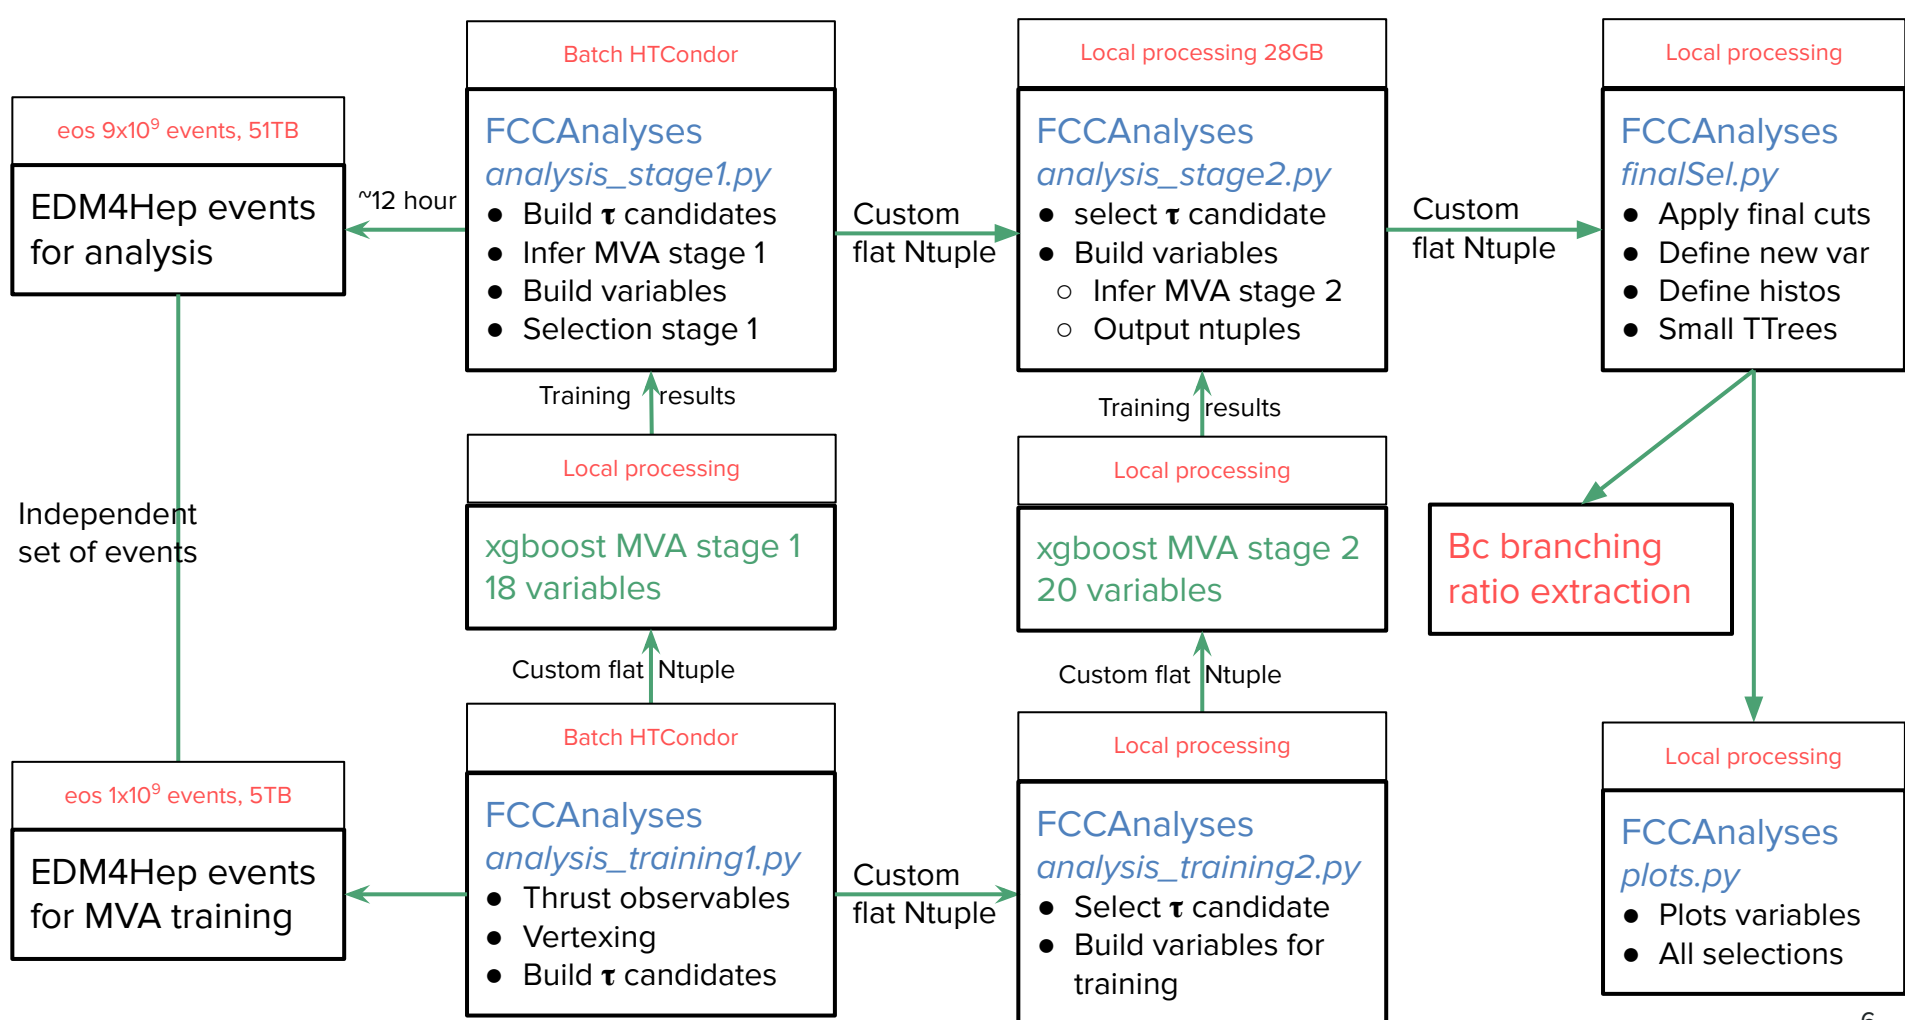 eos 9x10⁹ events, 51TB
EDM4Hep events
for analysis
~12 hour
Independent
set of events
eos 1x10⁹ events, 5TB
EDM4Hep events
for MVA training
Batch HTCondor
FCCAnalyses
analysis_stage1.py
● Build τ candidates
● Infer MVA stage 1
● Build variables
● Selection stage 1
Training results
Local processing
xgboost MVA stage 1
18 variables
Custom flat Ntuple
Batch HTCondor
FCCAnalyses
analysis_training1.py
● Thrust observables
● Vertexing
● Build τ candidates
Custom
flat Ntuple
Custom
flat Ntuple
Local processing 28GB
FCCAnalyses
analysis_stage2.py
● select τ candidate
● Build variables
○ Infer MVA stage 2
○ Output ntuples
Training results
Local processing
xgboost MVA stage 2
20 variables
Custom flat Ntuple
Local processing
FCCAnalyses
analysis_training2.py
● Select τ candidate
● Build variables for
training
Custom
flat Ntuple
Local processing
FCCAnalyses
finalSel.py
● Apply final cuts
● Define new var
● Define histos
● Small TTrees
Bc branching
ratio extraction
Local processing
FCCAnalyses
plots.py
● Plots variables
● All selections